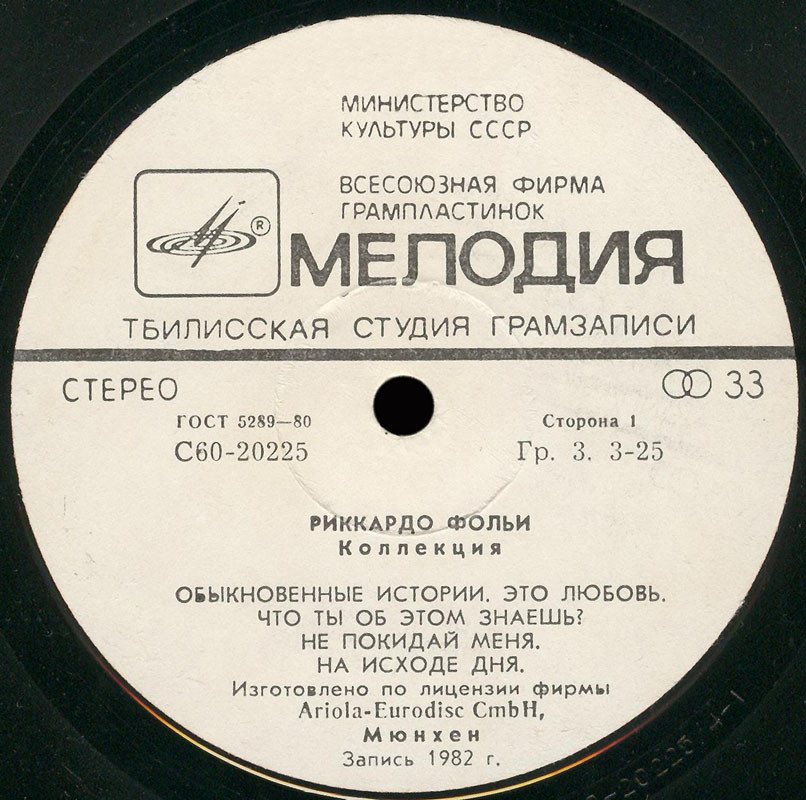 МИНИСТЕРСТВО
КУЛЬТУРЫ СССР
ВСЕСОЮЗНАЯ ФИРМА
ГРАМПЛАСТИНОК
®
МЕЛОДИЯ
ТБИЛИССКАЯ СТУДИЯ ГРАМЗАПИСИ
СТЕРЕО
33
ГОСТ 5289—80
Сторона 1
С60-20225
Гр. 3. 3-25
РИККАРДО ФОЛЬИ
Коллекция
ОБЫКНОВЕННЫЕ ИСТОРИИ. ЭТО ЛЮБОВЬ.
ЧТО ТЫ ОБ ЭТОМ ЗНАЕШЬ?
НЕ ПОКИДАЙ МЕНЯ.
НА ИСХОДЕ ДНЯ.
Изготовлено по лицензии фирмы
Ariola-Eurodisc CmbH,
Мюнхен
Запись 1982 г.